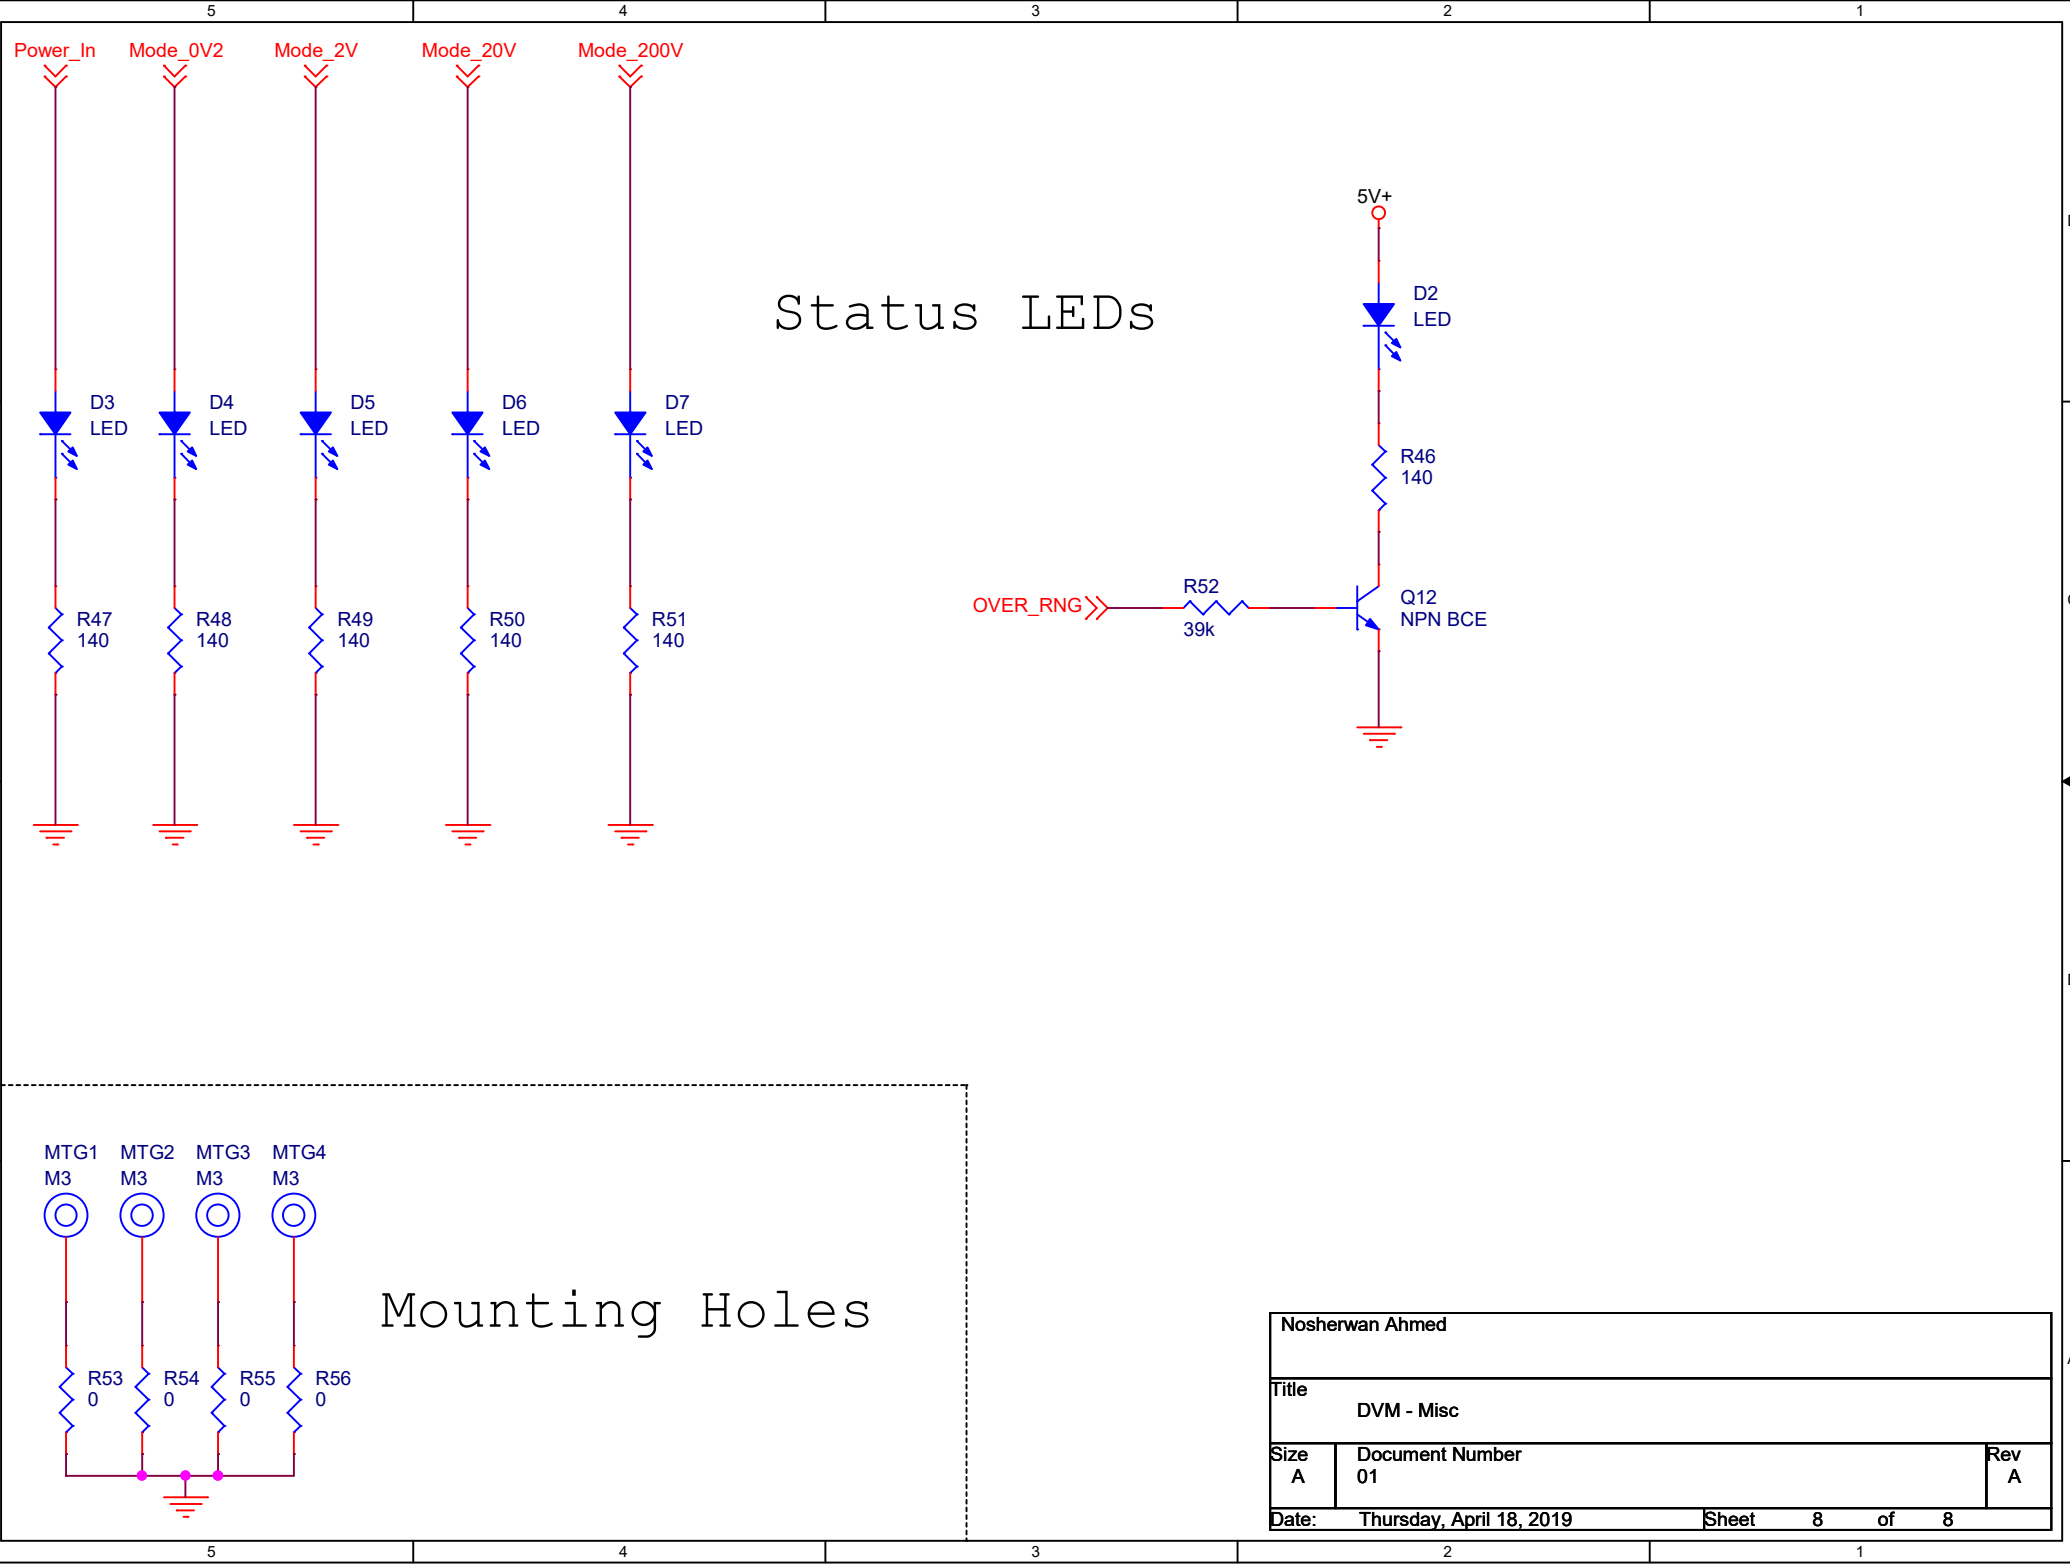 5 4 3 2 1
Power_In Mode_0V2 Mode_2V Mode_20V Mode_200V
5V+
Status LEDs
D2
LED
D3
LED
D4
LED
D5
LED
D6
LED
D7
LED
R46
140
R47
140
R48
140
R49
140
R50
140
R51
140
OVER_RNG
R52
39k
Q12
NPN BCE
MTG1 MTG2 MTG3 MTG4
M3 M3 M3 M3
Mounting Holes
R53
0
R54
0
R55
0
R56
0
Nosherwan Ahmed
Title
DVM - Misc
Size
A
Document Number
01
Rev
A
Date: Thursday, April 18, 2019 Sheet 8 of 8
5 4 3 2 1